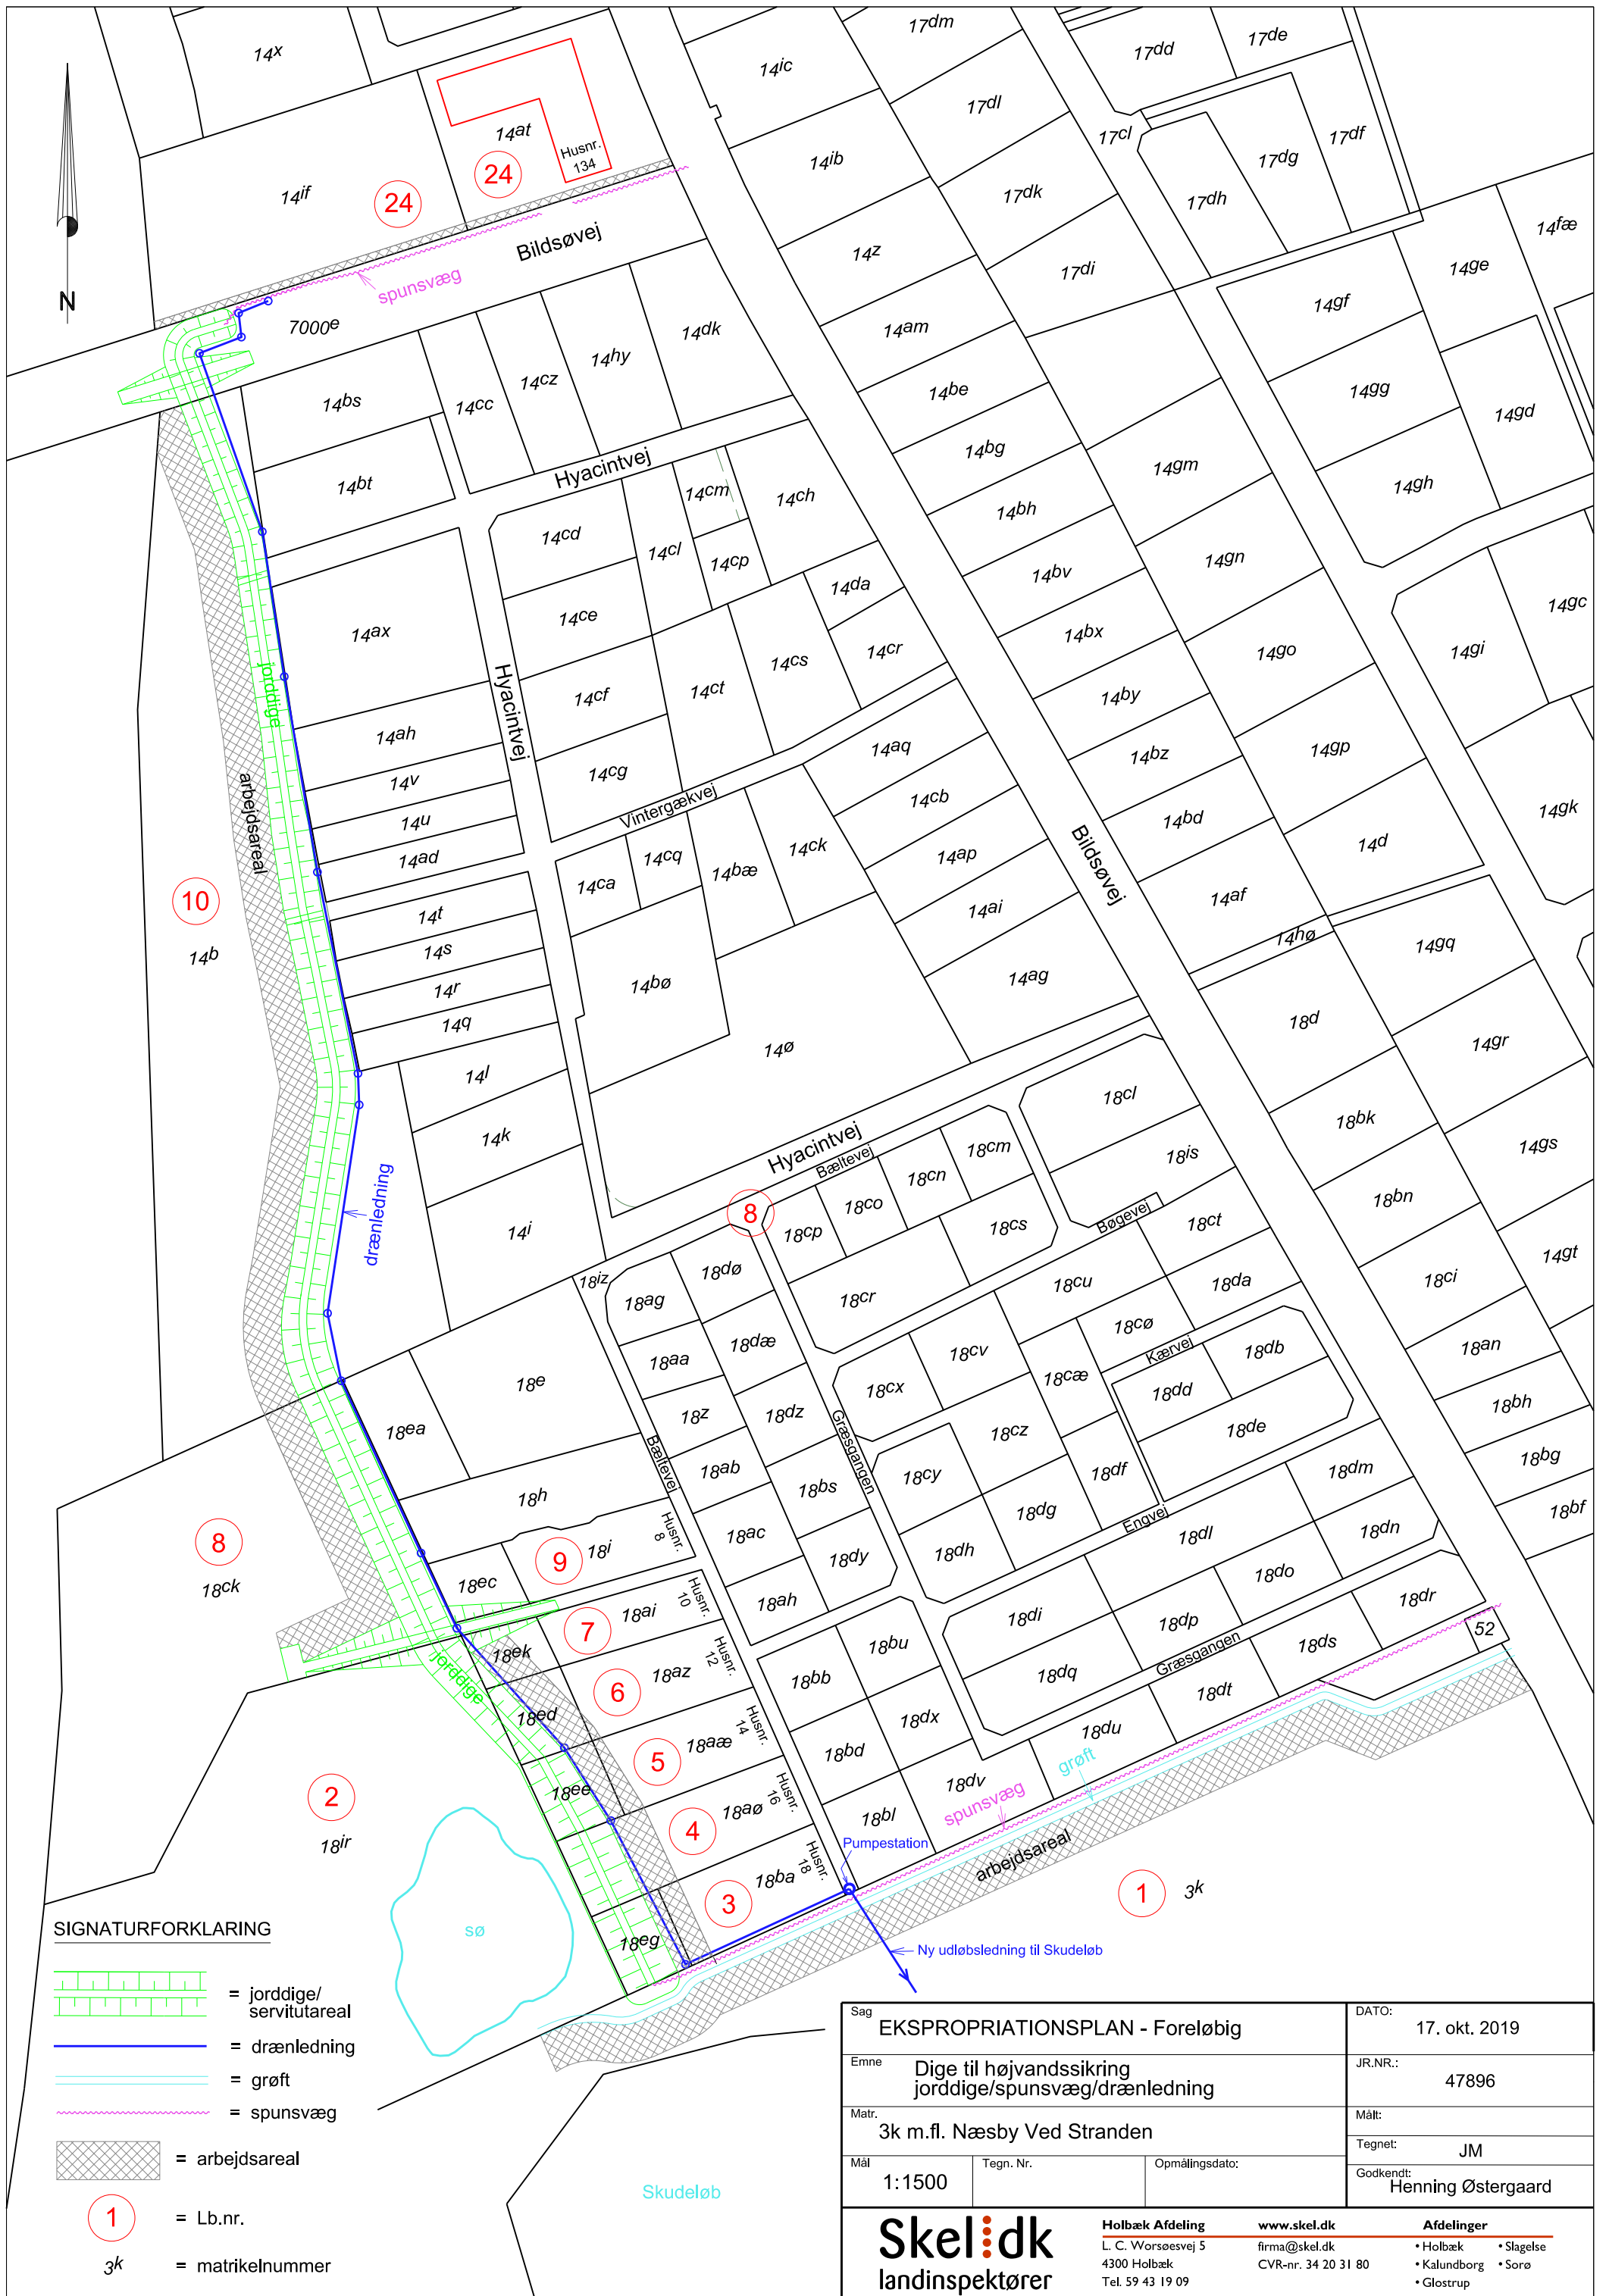 14x
14ic
17dm
17dd
17de
14at
Husnr.
134
24
24
14if
14ib
17dl
17cl
17dg
17df
17dh
17dk
14z
17di
14fæ
14ge
14gf
N
Bildsøvej
spunsvæg
7000e
14dk
14hy
14cz
14cc
14bs
14bt
14am
14be
14bg
14bh
14bv
14bx
14by
14bz
14bd
14af
14gg
14gd
14gh
14gm
14gn
14go
14gp
14d
14gc
14gi
14gk
Hyacintvej
14cm
14ch
14cd
14cl
14cp
14ce
14da
14cr
14cs
14ct
14cf
14cg
14ax
Hyacintvej
14ah
14v
14u
14ad
14t
14s
14r
14q
14l
14k
14i
jorddige
arbejdsareal
10
14b
Vintergækvej
14aq
14cb
14ap
14ai
14ag
14ck
14bæ
14cq
14ca
14bø
14ø
Bildsøvej
14hø
14gq
18d
14gr
18bk
14gs
18bn
14gt
18ci
18an
18bh
18bg
18bf
drænledning
Hyacintvej
Bæltevej
8
18cl
18is
18cm
18cn
18co
18cp
18cs
18cr
Bøgevej
18ct
18cu
18da
18cø
Kærvej
18db
18dd
18de
18cæ
18cv
18cx
18cz
18cy
18df
18dg
18dh
Engvej
18iz
18ag
18dø
18aa
18dæ
18z
18dz
18ab
18bs
18ac
18dy
18ah
Græsgangen
Bæltevej
18e
18ea
18h
18i
Husnr.
8
9
18ec
8
18ck
7
18ai
Husnr.
10
18ek
6
18az
Husnr.
12
18ed
5
18aæ
Husnr.
14
18ee
4
18aø
Husnr.
16
3
18ba
Husnr.
18
18eg
jorddige
2
18ir
sø
18dm
18dl
18dn
18do
18di
18dp
18dr
18dq
Græsgangen
18ds
52
18dt
18du
18dv
18bu
18bb
18dx
18bd
18bl
Pumpestation
spunsvæg
grøft
arbejdsareal
1
3k
Ny udløbsledning til Skudeløb
Skudeløb
SIGNATURFORKLARING
= jorddige/
servitutareal
= drænledning
= grøft
= spunsvæg
= arbejdsareal
1 = Lb.nr.
3k = matrikelnummer
Sag
EKSPROPRIATIONSPLAN - Foreløbig
DATO:
17. okt. 2019
Emne
Dige til højvandssikring
jorddige/spunsvæg/drænledning
JR.NR.:
47896
Matr.
3k m.fl. Næsby Ved Stranden
Målt:
Tegnet:
JM
Mål
1:1500
Tegn. Nr.
Opmålingsdato:
Godkendt:
Henning Østergaard
Skel dk
landinspektører
Holbæk Afdeling
L. C. Worsøesvej 5
4300 Holbæk
Tel. 59 43 19 09
www.skel.dk
firma@skel.dk
CVR-nr. 34 20 31 80
Afdelinger
• Holbæk • Slagelse
• Kalundborg • Sorø
• Glostrup